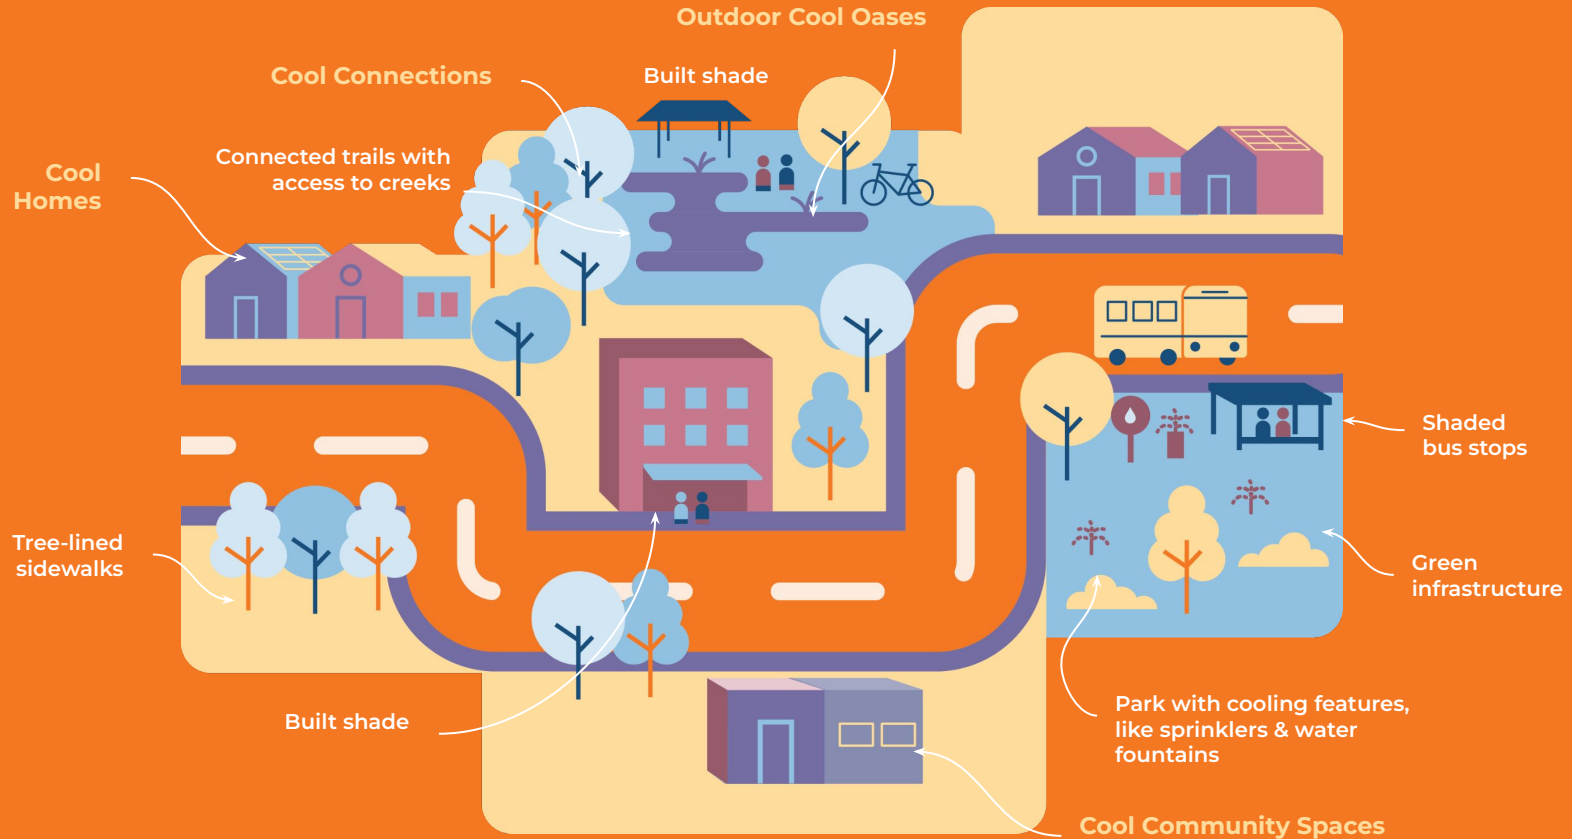 Outdoor Cool Oases
Cool Connections
Built shade
Connected trails with
access to creeks
Cool
Homes
Shaded
bus stops
Tree-lined
sidewalks
Green
infrastructure
Built shade
Park with cooling features,
like sprinklers & water
fountains
Cool Community Spaces